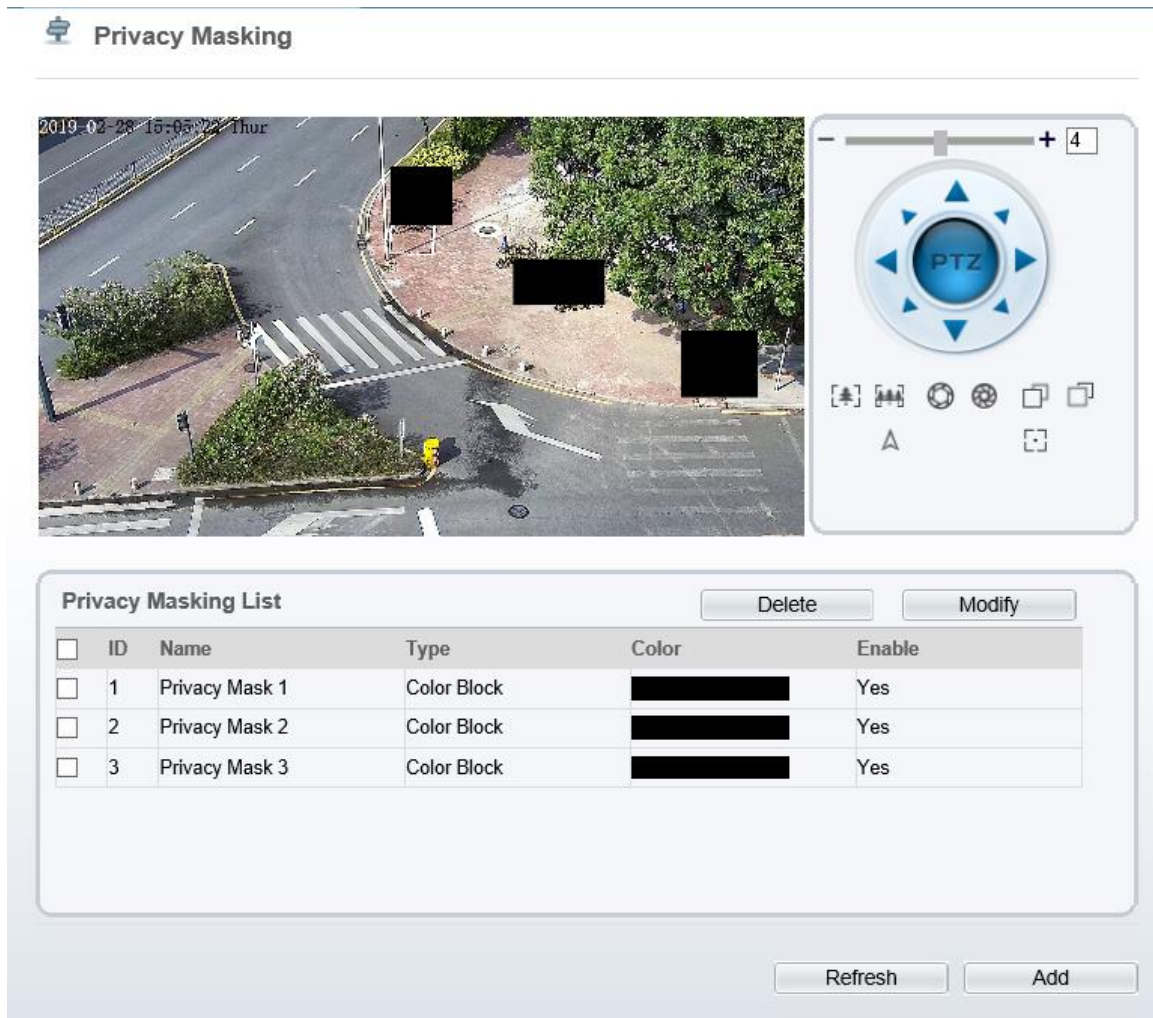 Privacy Masking
2019-02-28 15:05:22 Thur
4
PTZ
Privacy Masking List
Delete
Modify
ID Name Type Color Enable
1 Privacy Mask 1 Color Block Yes
2 Privacy Mask 2 Color Block Yes
3 Privacy Mask 3 Color Block Yes
Refresh
Add